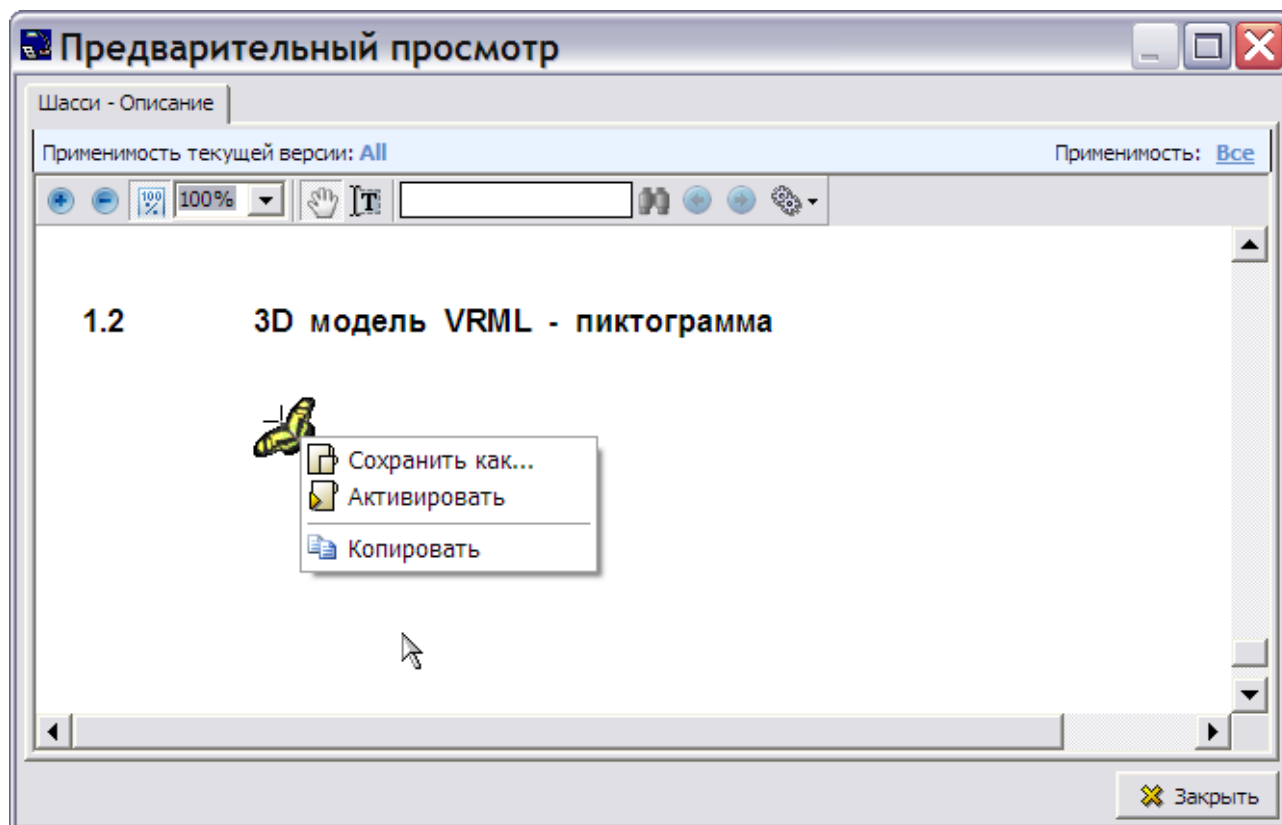 Предварительный просмотр
Шасси - Описание
Применимость текущей версии: All Применимость: Все
100% 100% T
1.2 3D модель VRML - пиктограмма
Сохранить как...
Активировать
Копировать
Закрыть